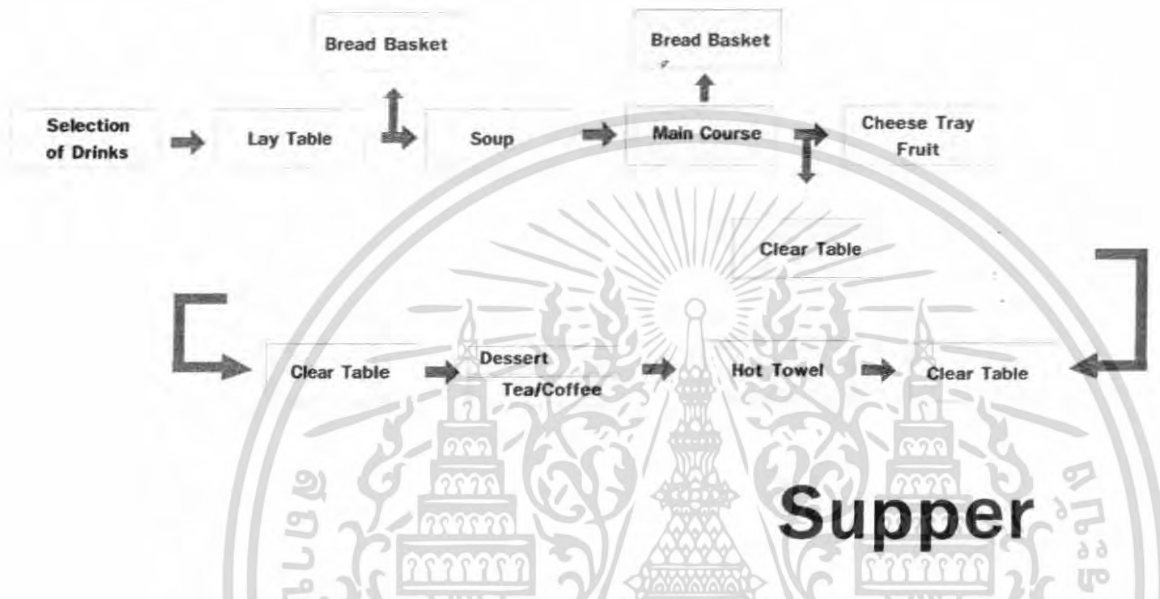 Bread Basket
Bread Basket
Selection
of Drinks
Lay Table
Soup
Main Course
Cheese Tray
Fruit
Clear Table
Clear Table
Dessert
Tea/Coffee
Hot Towel
Clear Table
Supper